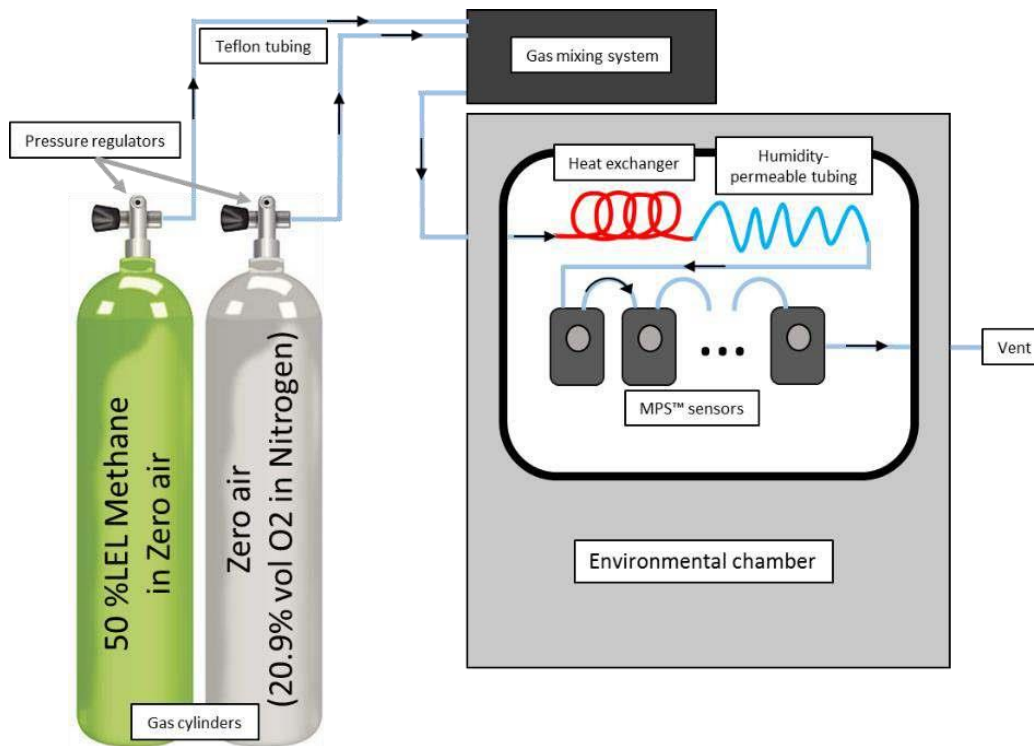 Teflon tubing
Gas mixing system
Pressure regulators
Heat exchanger
Humidity-
permeable tubing
MPS™ sensors
Vent
50 %LEL Methane
in Zero air
Zero air
(20.9% vol O2 in Nitrogen)
Environmental chamber
Gas cylinders